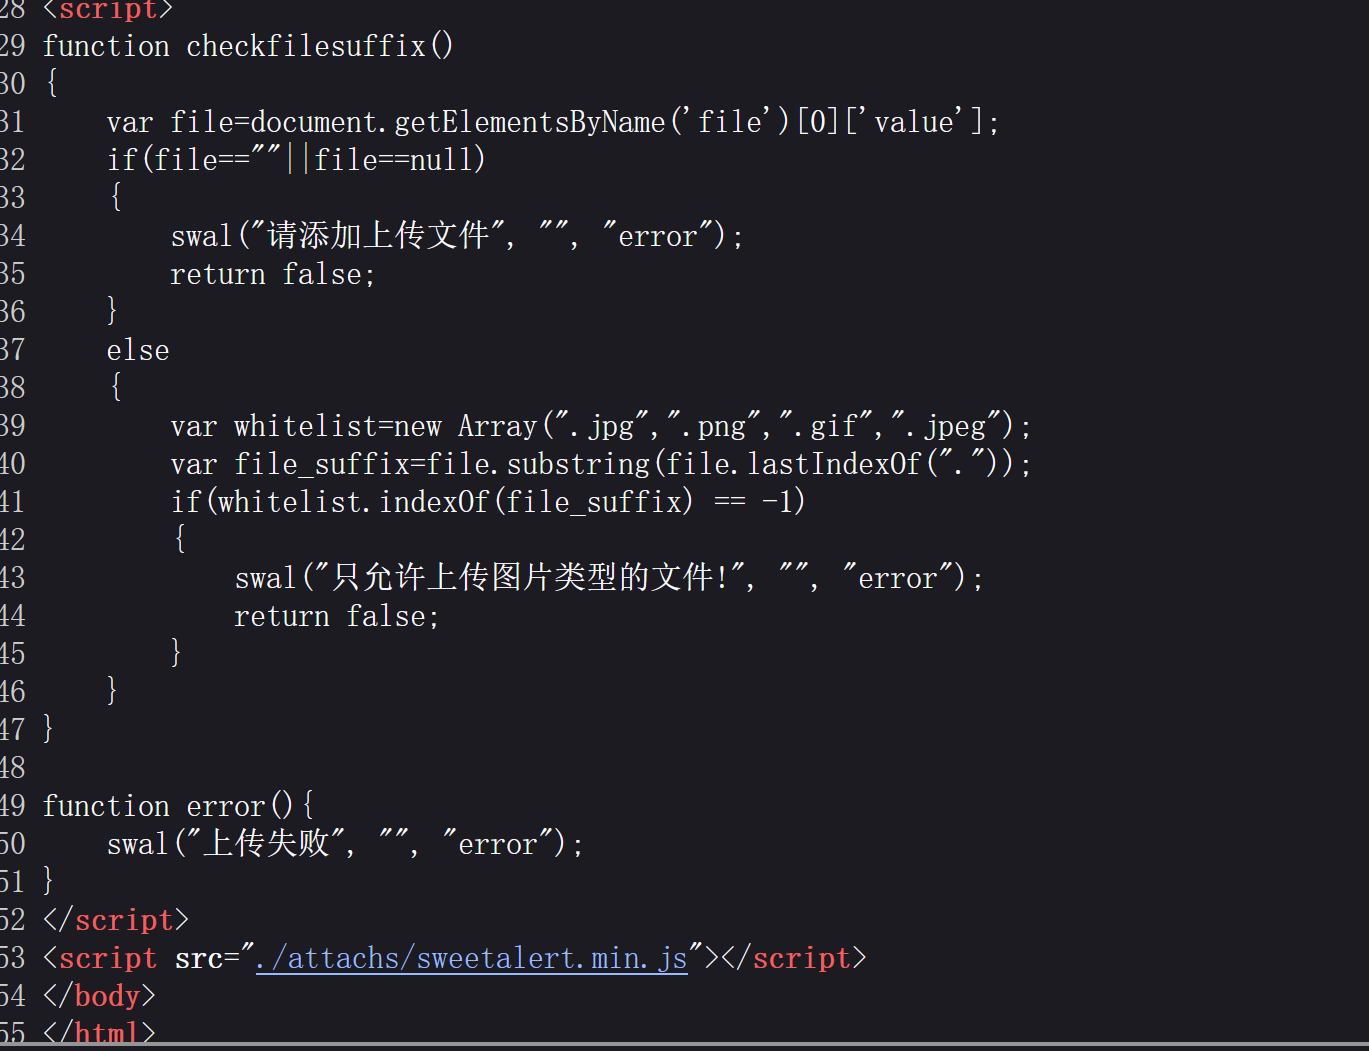 28 <script>
29 function checkfilesuffix()
30 {
31     var file=document.getElementsByName('file')[0]['value'];
32     if(file==""||file==null)
33     {
34         swal("请添加上传文件", "", "error");
35         return false;
36     }
37     else
38     {
39         var whitelist=new Array(".jpg",".png",".gif",".jpeg");
40         var file_suffix=file.substring(file.lastIndexOf("."));
41         if(whitelist.indexOf(file_suffix) == -1)
42         {
43             swal("只允许上传图片类型的文件!", "", "error");
44             return false;
45         }
46     }
47 }
48
49 function error(){
50     swal("上传失败", "", "error");
51 }
52 </script>
53 <script src="./attachs/sweetalert.min.js"></script>
54 </body>
55 </html>